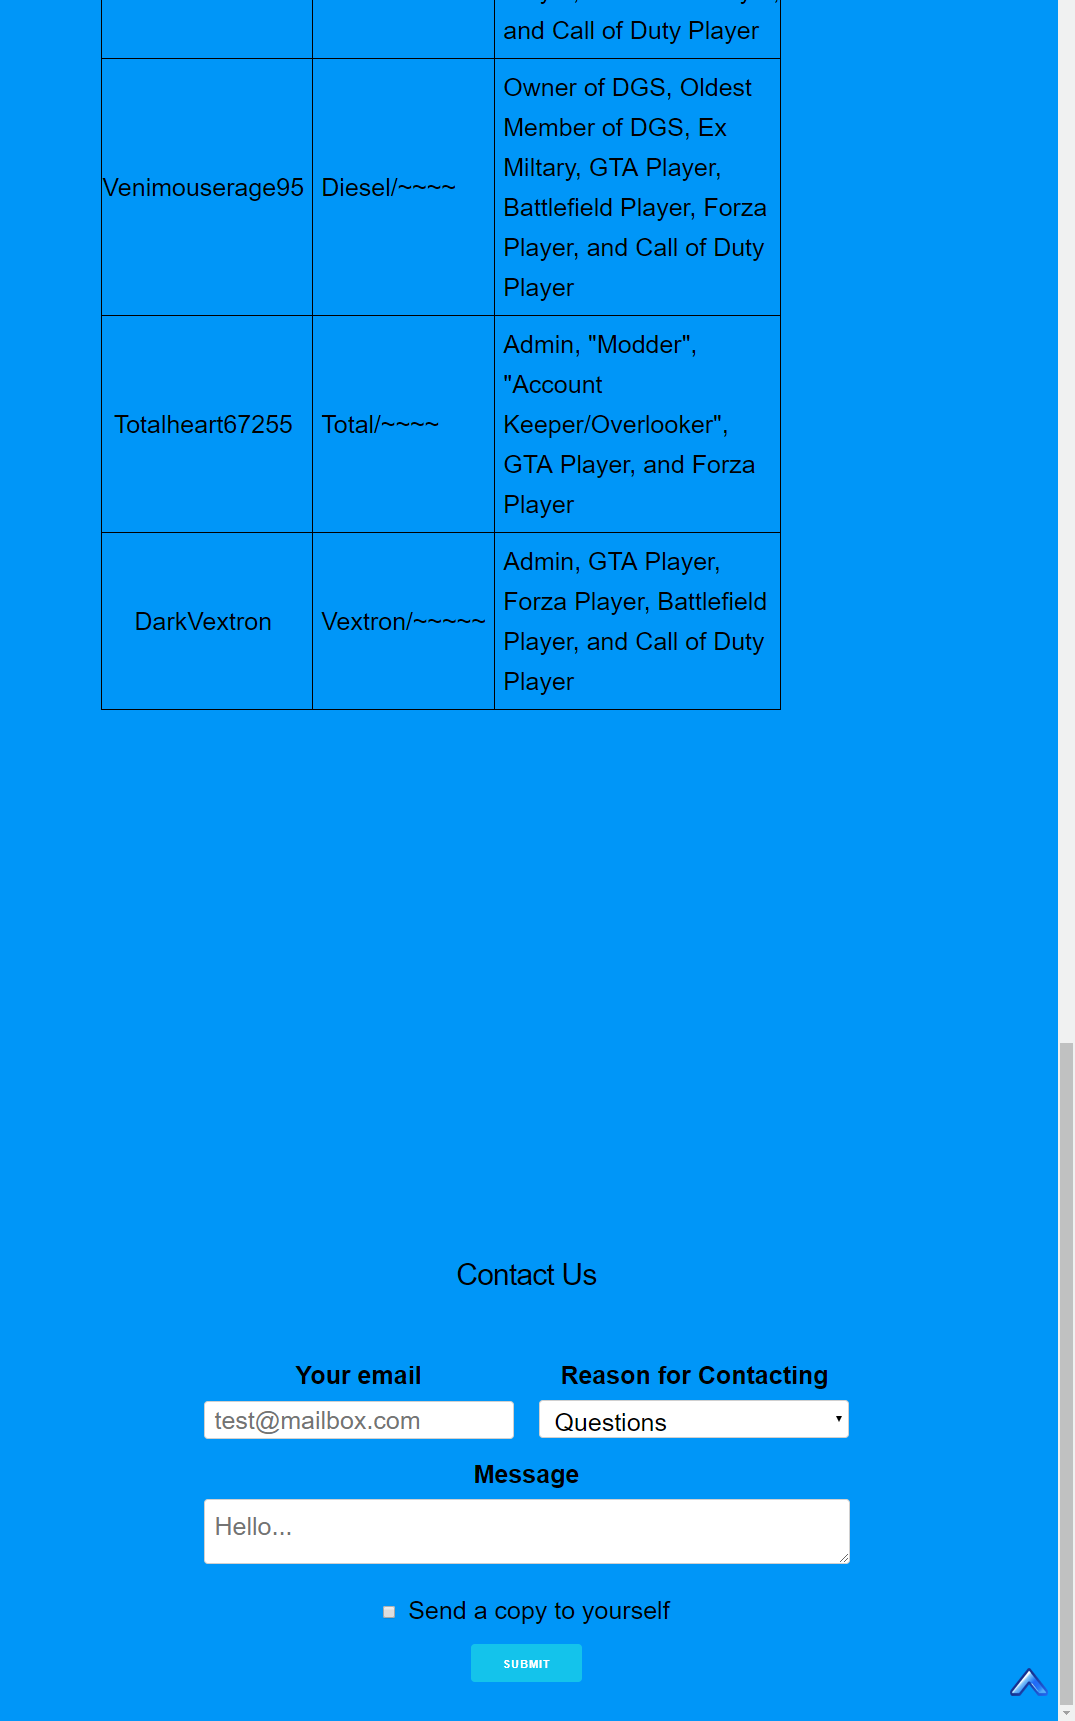 and Call of Duty Player
Venimouserage95
Diesel/~~~~
Owner of DGS, Oldest
Member of DGS, Ex
Miltary, GTA Player,
Battlefield Player, Forza
Player, and Call of Duty
Player
Totalheart67255
Total/~~~~
Admin, "Modder",
"Account
Keeper/Overlooker",
GTA Player, and Forza
Player
DarkVextron
Vextron/~~~~~
Admin, GTA Player,
Forza Player, Battlefield
Player, and Call of Duty
Player
Contact Us
Your email
Reason for Contacting
test@mailbox.com
Questions
Message
Hello...
Send a copy to yourself
SUBMIT